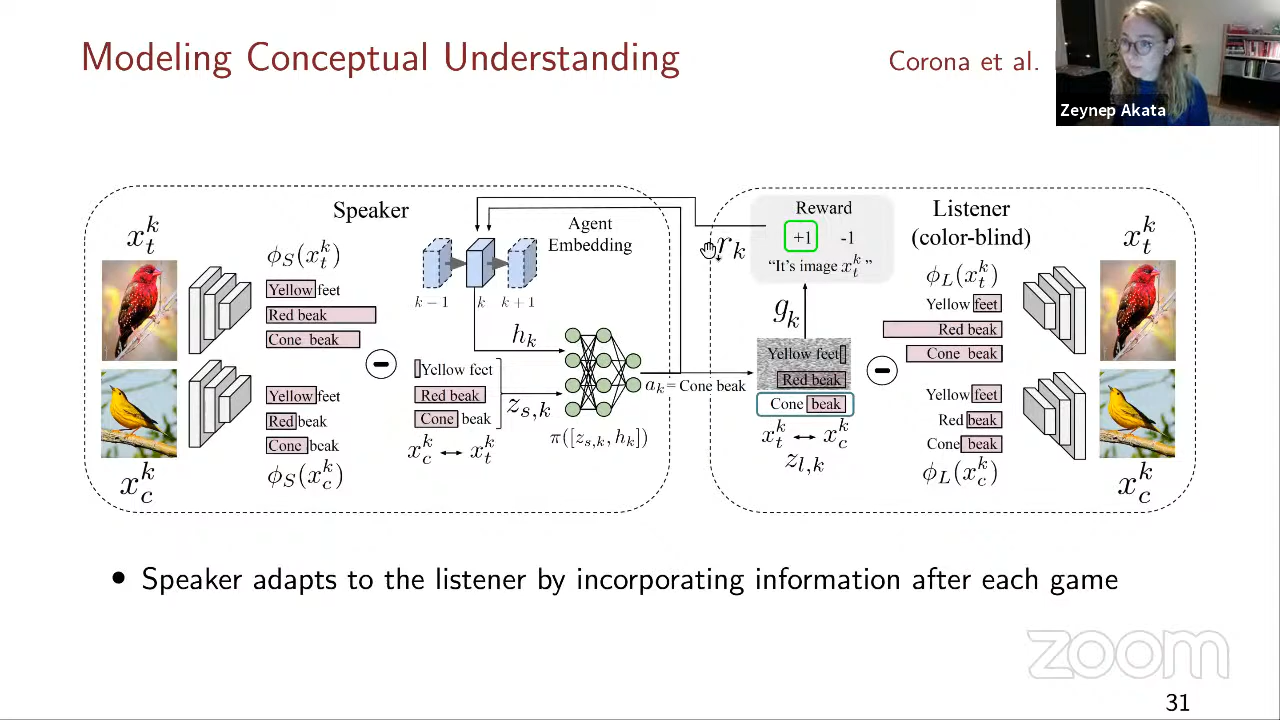 Modeling Conceptual Understanding
Corona et al.
Zeynep Akata
Speaker
x_t^k
ϕ_S(x_t^k)
Yellow feet
Red beak
Cone beak
Yellow feet
Red beak
Cone beak
ϕ_S(x_c^k)
x_c^k
−
Yellow feet
Red beak
Cone beak
x_c^k ↔ x_t^k
z_{s,k}
Agent
Embedding
k − 1
k
k + 1
h_k
π([z_{s,k}, h_k])
a_k = Cone beak
r_k
Reward
+1 -1
“It's image x_t^k ”
g_k
Yellow feet
Red beak
Cone beak
x_t^k ↔ x_c^k
z_{l,k}
−
Listener
(color-blind)
ϕ_L(x_t^k)
Yellow feet
Red beak
Cone beak
Yellow feet
Red beak
Cone beak
ϕ_L(x_c^k)
x_t^k
x_c^k
• Speaker adapts to the listener by incorporating information after each game
zoom
31